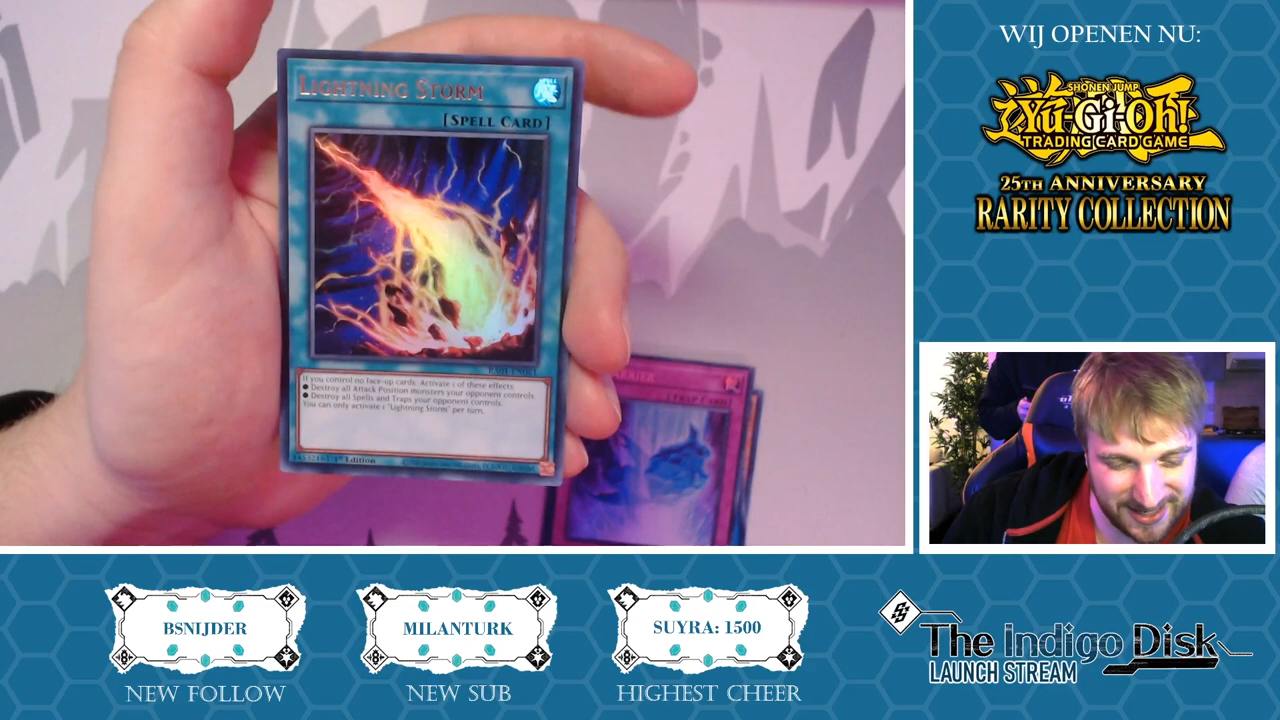 LIGHTNING STORM
SPELL
[SPELL CARD]
RA01-EN061
If you control no face-up cards: Activate 1 of these effects;
● Destroy all Attack Position monsters your opponent controls.
● Destroy all Spells and Traps your opponent controls.
You can only activate 1 "Lightning Storm" per turn.
1st Edition
WIJ OPENEN NU:
SHONEN JUMP
Yu-Gi-Oh!
TRADING CARD GAME
25TH ANNIVERSARY
RARITY COLLECTION
BSNIJDER
NEW FOLLOW
MILANTURK
NEW SUB
SUYRA: 1500
HIGHEST CHEER
The Indigo Disk
LAUNCH STREAM